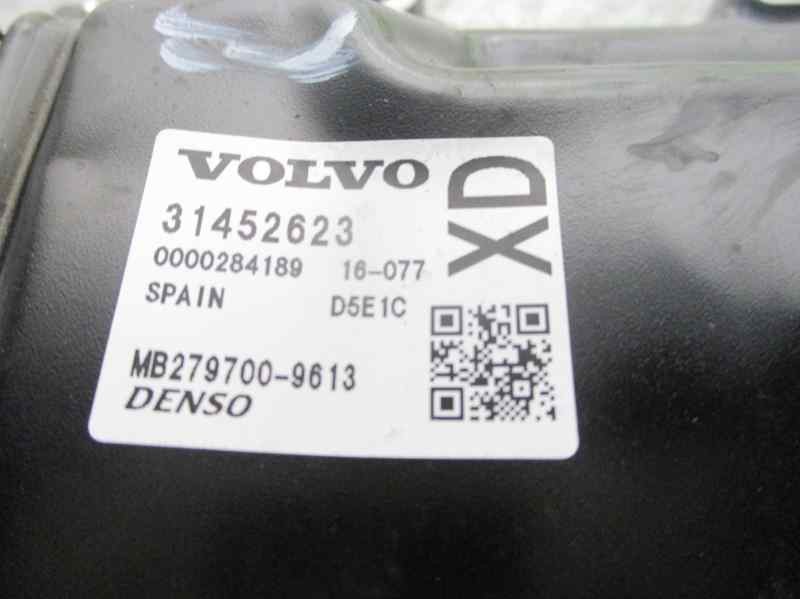 VOLVO
XD
31452623
0000284189 16-077
SPAIN D5E1C
MB279700-9613
DENSO